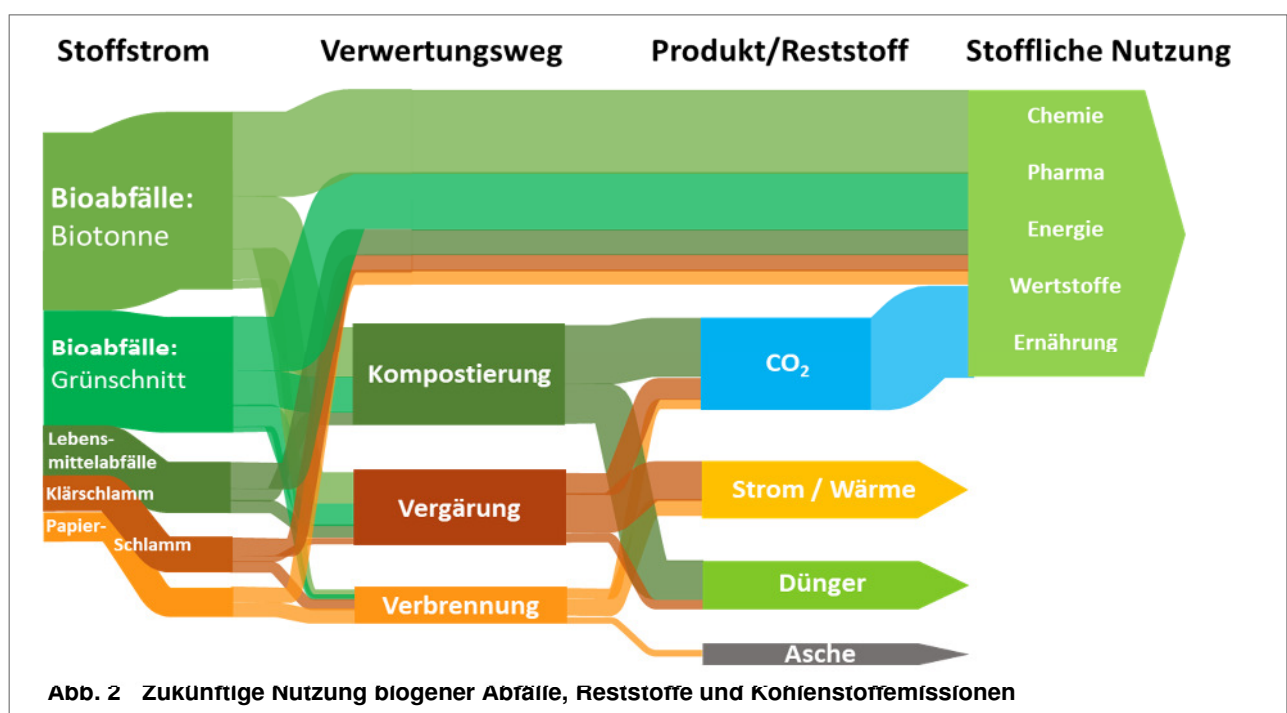 Stoffstrom
Verwertungsweg
Produkt/Reststoff
Stoffliche Nutzung
Bioabfälle:
Biotonne
Bioabfälle:
Grünschnitt
Lebens-
mittelabfälle
Klärschlamm
Papier-
Schlamm
Kompostierung
Vergärung
Verbrennung
CO₂
Strom / Wärme
Dünger
Asche
Chemie
Pharma
Energie
Wertstoffe
Ernährung
Abb. 2 Zukünftige Nutzung biogener Abfälle, Reststoffe und Kohlenstoffemissionen